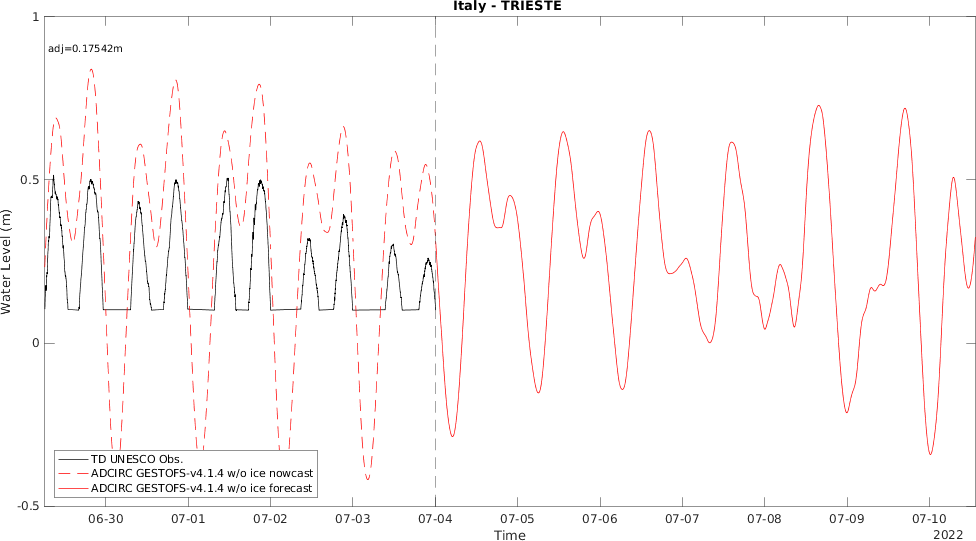 Italy - TRIESTE
adj=0.17542m
1
0.5
0
-0.5
Water Level (m)
TD UNESCO Obs.
ADCIRC GESTOFS-v4.1.4 w/o ice nowcast
ADCIRC GESTOFS-v4.1.4 w/o ice forecast
06-30 07-01 07-02 07-03 07-04 07-05 07-06 07-07 07-08 07-09 07-10
Time
2022